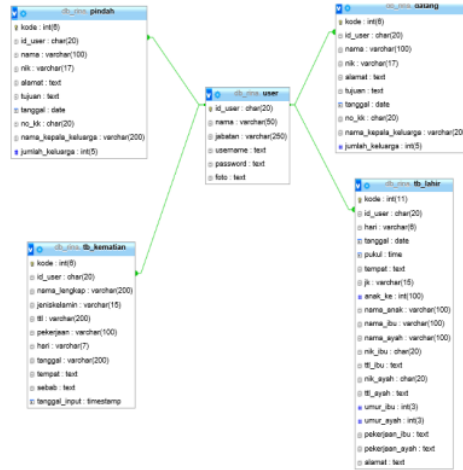 db_dna. pindah
kode : int(6)
id_user : char(20)
nama : varchar(100)
nik : varchar(17)
alamat : text
tujuan : text
tanggal : date
no_kk : char(20)
nama_kepala_keluarga : varchar(200)
jumlah_keluarga : int(5)
datang
kode : int(6)
id_user : char(20)
nama : varchar(100)
nik : varchar(17)
alamat : text
tujuan : text
tanggal : date
no_kk : char(20)
nama_kepala_keluarga : varchar(200
jumlah_keluarga : int(5)
user
id_user : char(20)
nama : varchar(50)
jabatan : varchar(250)
username : text
password : text
foto : text
tb_kematian
kode : int(6)
id_user : char(20)
nama_lengkap : varchar(200)
jeniskelamin : varchar(15)
ttl : varchar(200)
pekerjaan : varchar(100)
hari : varchar(7)
tanggal : varchar(200)
tempat : text
sebab : text
tanggal_input : timestamp
tb_lahir
kode : int(11)
id_user : char(20)
hari : varchar(6)
tanggal : date
pukul : time
tempat : text
jk : varchar(15)
anak_ke : int(100)
nama_anak : varchar(100)
nama_ibu : varchar(100)
nama_ayah : varchar(100)
nik_ibu : char(20)
ttl_ibu : text
nik_ayah : char(20)
ttl_ayah : text
umur_ibu : int(3)
umur_ayah : int(3)
pekerjaan_ibu : text
pekerjaan_ayah : text
alamat : text